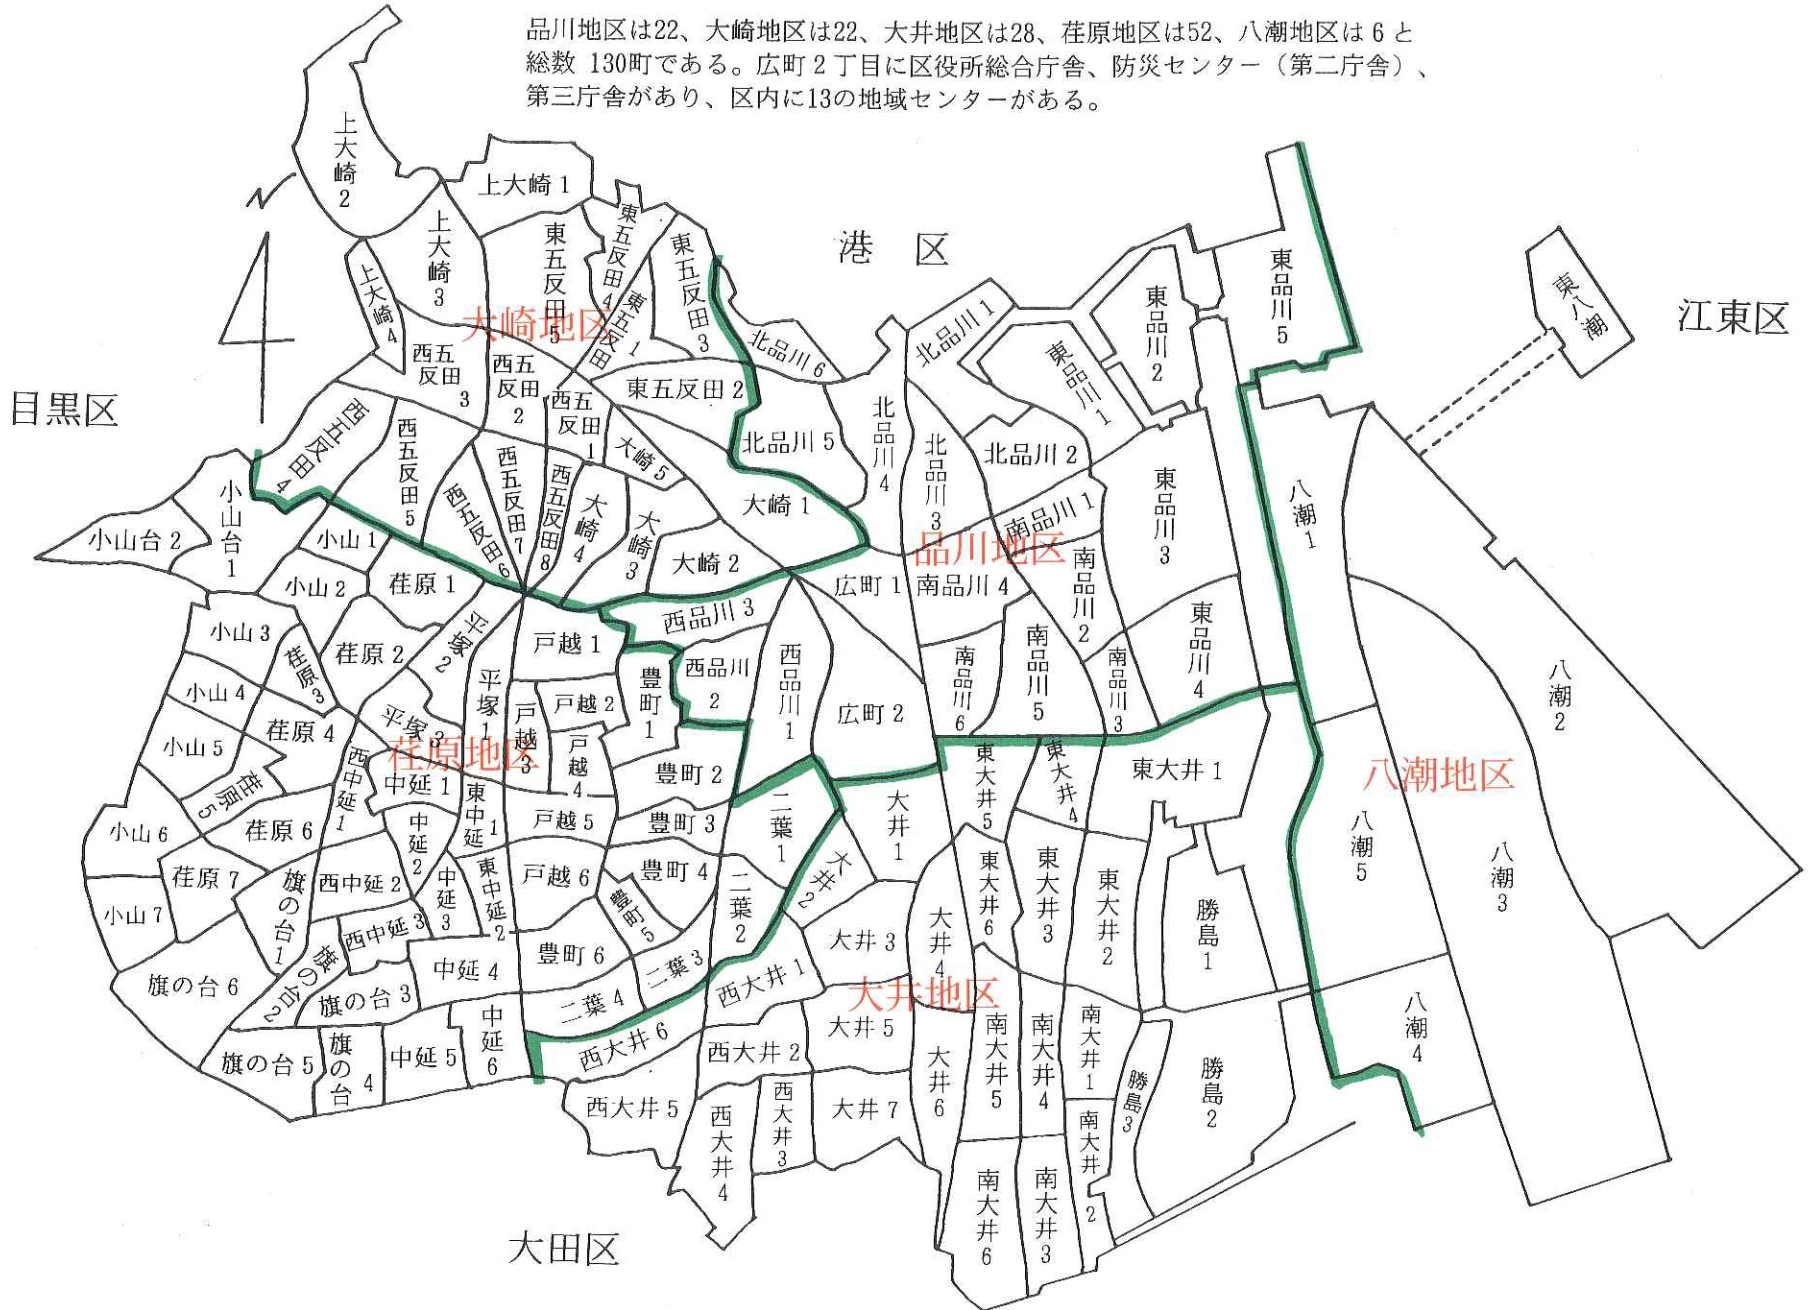 品川地区は22、大崎地区は22、大井地区は28、荏原地区は52、八潮地区は 6 と
総数 130町である。広町 2 丁目に区役所総合庁舎、防災センター（第二庁舎）、
第三庁舎があり、区内に13の地域センターがある。
上大崎 2
上大崎 1
上大崎 3
上大崎 4
東五反田 5
東五反田 4
東五反田 1
東五反田 3
東五反田 2
大崎地区
港 区
江東区
目黒区
西五反田 3
西五反田 2
西五反田 1
西五反田 4
西五反田 5
西五反田 6
西五反田 7
西五反田 8
大崎 5
大崎 4
大崎 3
大崎 2
大崎 1
北品川 6
北品川 5
北品川 4
北品川 3
北品川 1
北品川 2
東品川 1
東品川 2
東品川 5
東品川 3
東品川 4
東八潮
品川地区
南品川 1
南品川 2
南品川 4
南品川 6
南品川 5
南品川 3
広町 1
広町 2
西品川 3
西品川 2
西品川 1
小山台 2
小山台 1
小山 1
小山 2
小山 3
小山 4
小山 5
小山 6
小山 7
荏原 1
荏原 2
荏原 3
荏原 4
荏原 5
荏原 6
荏原 7
平塚 2
平塚 1
平塚 3
荏原地区
戸越 1
戸越 2
戸越 3
戸越 4
戸越 5
戸越 6
豊町 1
豊町 2
豊町 3
豊町 4
豊町 5
豊町 6
二葉 1
二葉 2
二葉 3
二葉 4
西中延 1
西中延 2
西中延 3
中延 1
中延 2
中延 3
中延 4
中延 5
中延 6
東中延 1
東中延 2
旗の台 1
旗の台 2
旗の台 3
旗の台 4
旗の台 5
旗の台 6
八潮地区
八潮 1
八潮 2
八潮 3
八潮 4
八潮 5
大井地区
東大井 1
東大井 2
東大井 3
東大井 4
東大井 5
東大井 6
大井 1
大井 2
大井 3
大井 4
大井 5
大井 6
大井 7
西大井 1
西大井 2
西大井 3
西大井 4
西大井 5
西大井 6
南大井 1
南大井 2
南大井 3
南大井 4
南大井 5
南大井 6
勝島 1
勝島 2
勝島 3
大田区